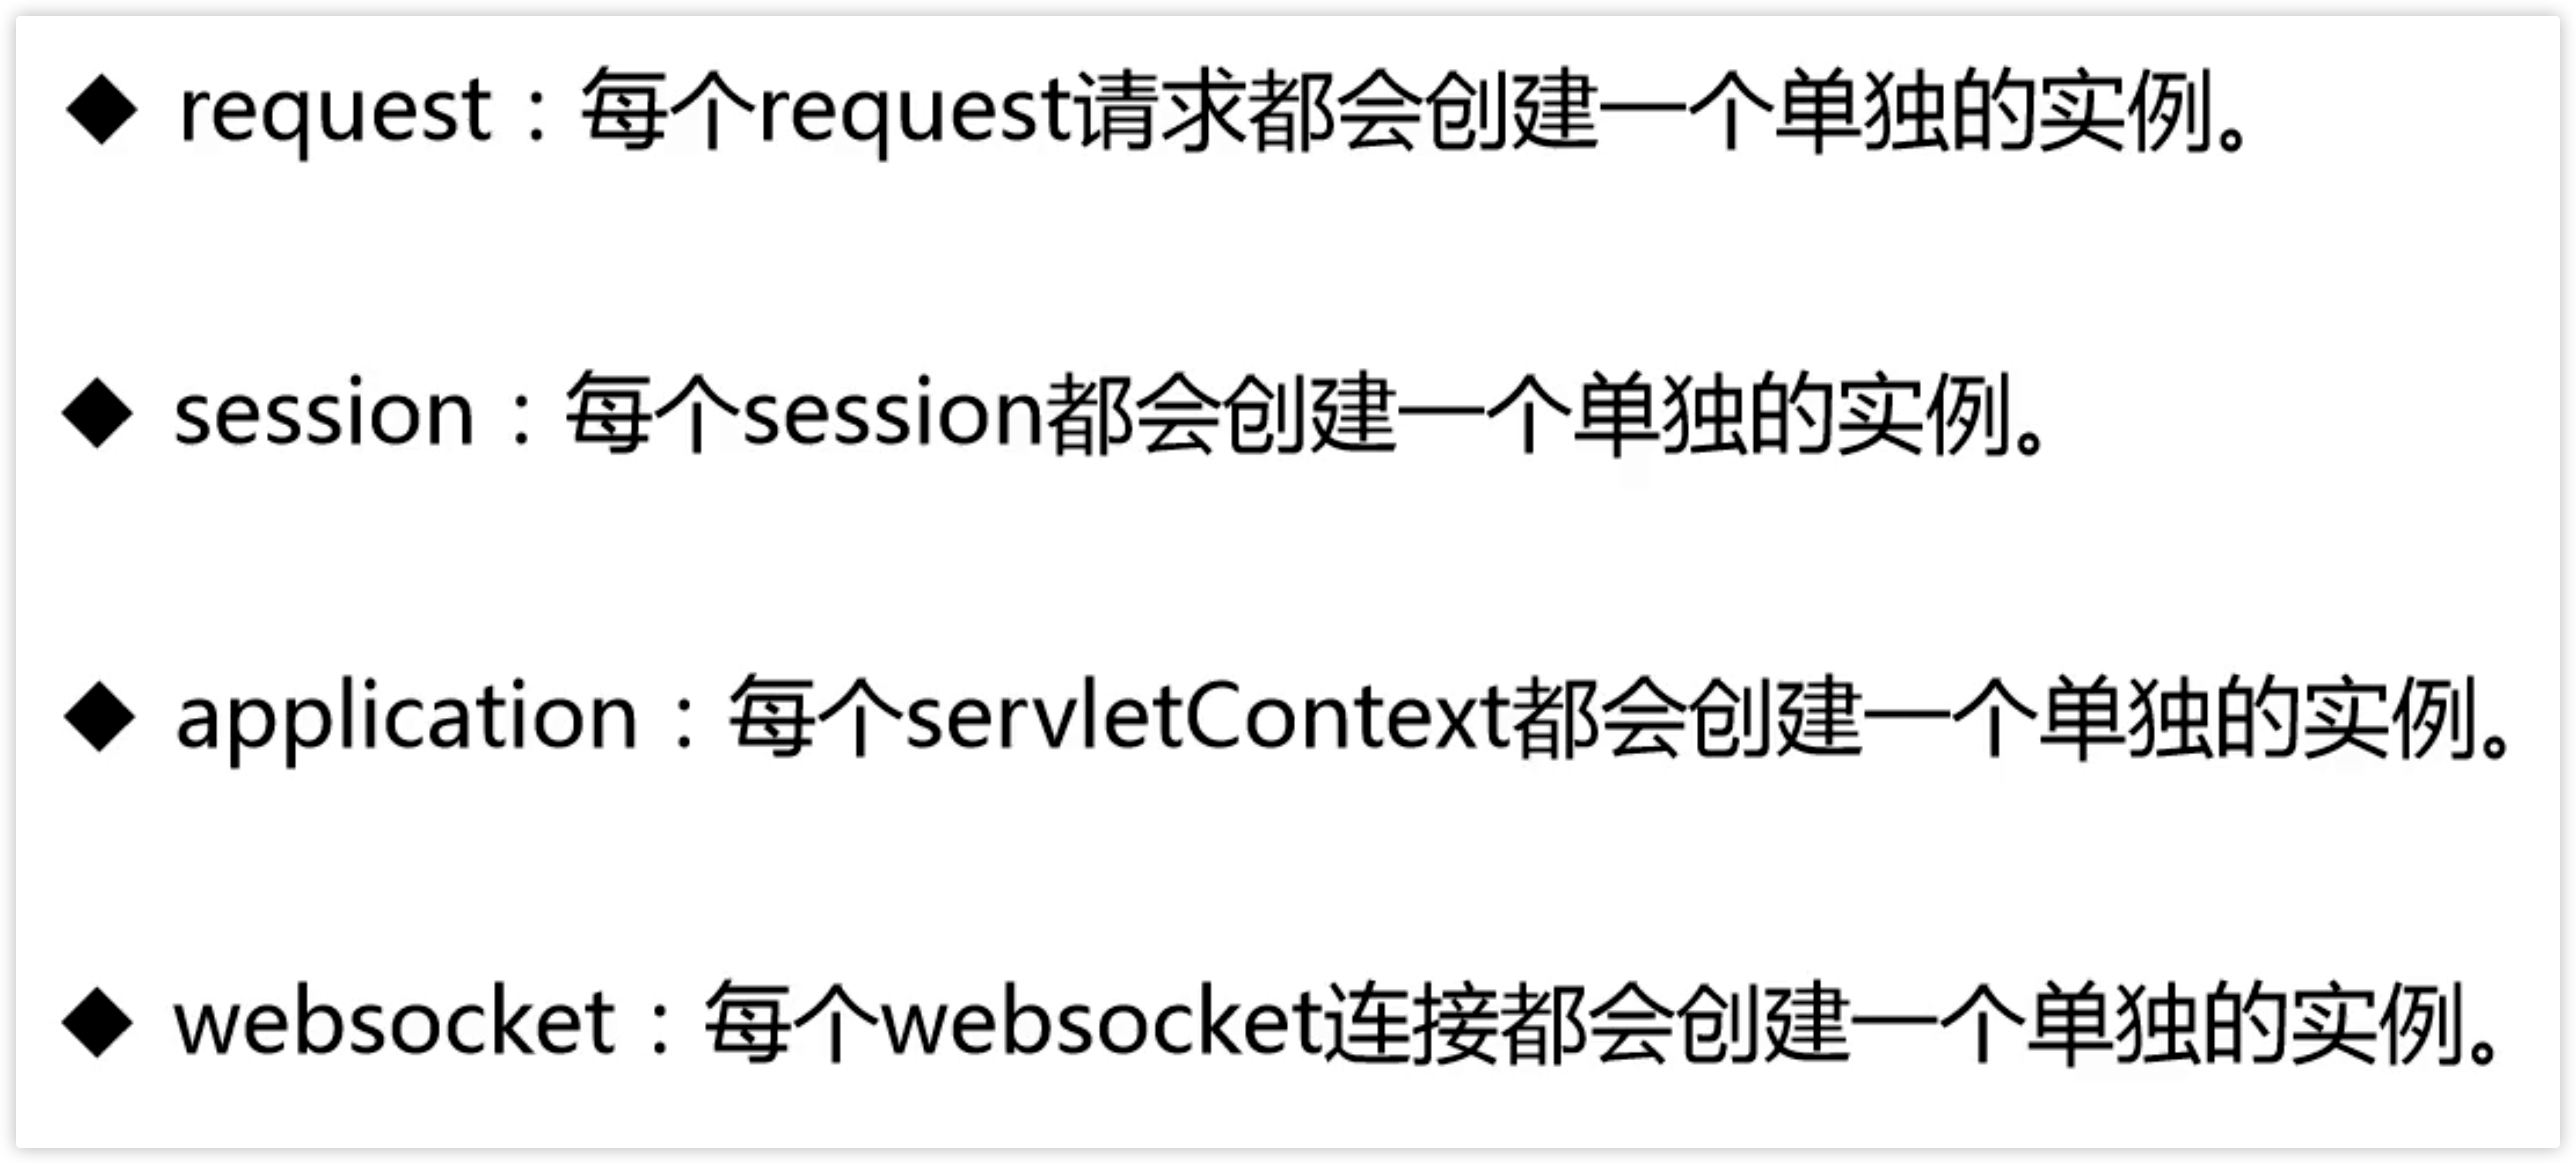 ◆ request：每个request请求都会创建一个单独的实例。
◆ session：每个session都会创建一个单独的实例。
◆ application：每个servletContext都会创建一个单独的实例。
◆ websocket：每个websocket连接都会创建一个单独的实例。